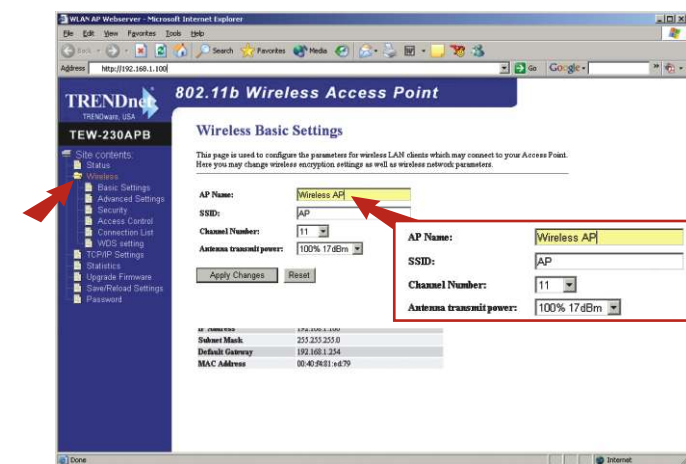 WLAN AP Webserver - Microsoft Internet Explorer
File Edit View Favorites Tools Help
Back Search Favorites Media
Address http://192.168.1.100 Go Google
TRENDnet
TRENDware, USA
802.11b Wireless Access Point
TEW-230APB
Site contents:
Status
Wireless
Basic Settings
Advanced Settings
Security
Access Control
Connection List
WDS setting
TCP/IP Settings
Statistics
Upgrade Firmware
Save/Reload Settings
Password
Wireless Basic Settings
This page is used to configure the parameters for wireless LAN clients which may connect to your Access Point.
Here you may change wireless encryption settings as well as wireless network parameters.
AP Name: Wireless AP
SSID: AP
Channel Number: 11
Antenna transmit power: 100% 17dBm
Apply Changes Reset
AP Name: Wireless AP
SSID: AP
Channel Number: 11
Antenna transmit power: 100% 17dBm
IP Address 192.168.1.100
Subnet Mask 255.255.255.0
Default Gateway 192.168.1.254
MAC Address
Done Internet